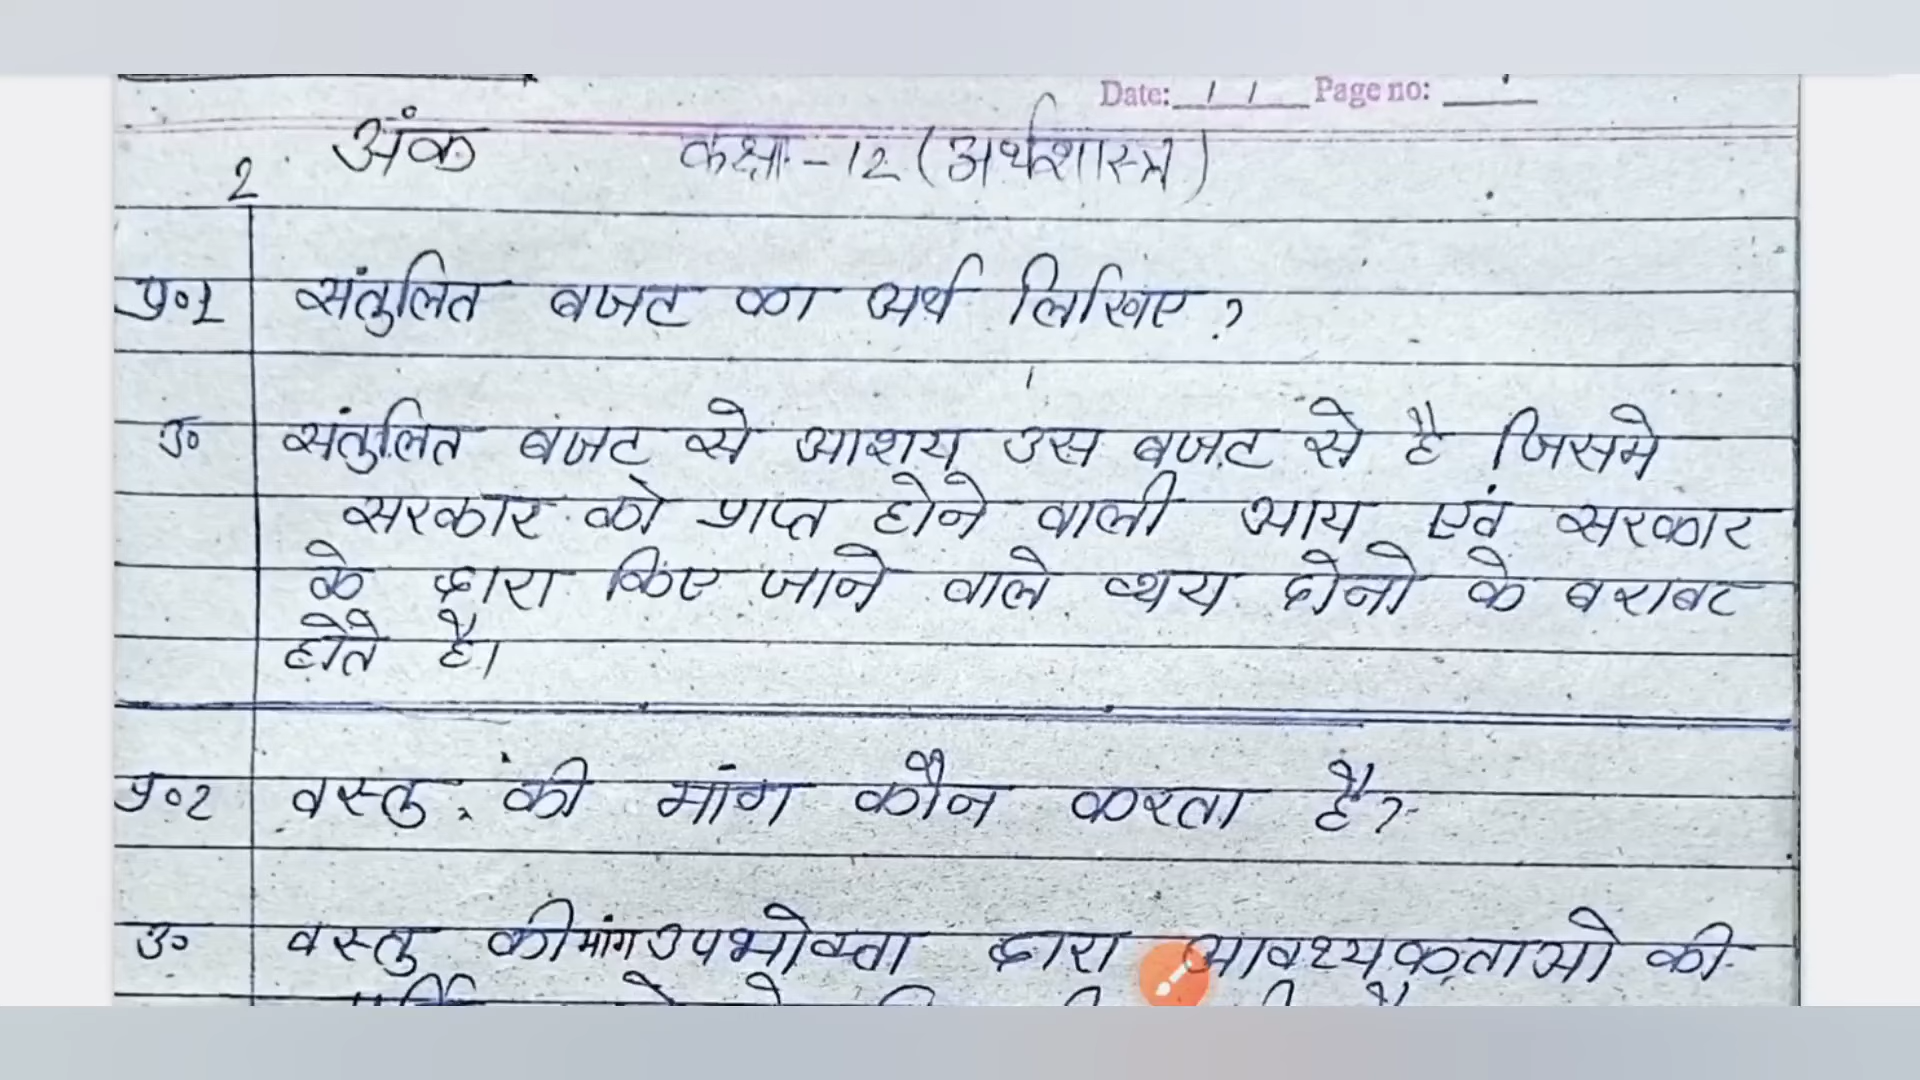 Date: / / Page no:
2 अंक कक्षा - 12 (अर्थशास्त्र)
प्र०1 संतुलित बजट का अर्थ लिखिए ?
उ० संतुलित बजट से आशय उस बजट से है जिसमे
सरकार को प्राप्त होने वाली आय एवं सरकार
के द्वारा किए जाने वाले व्यय दोनो के बराबर
होते है।
प्र०2 वस्तु की मांग कौन करता है?
उ० वस्तु की मांग उपभोक्ता द्वारा आवश्यकताओ की